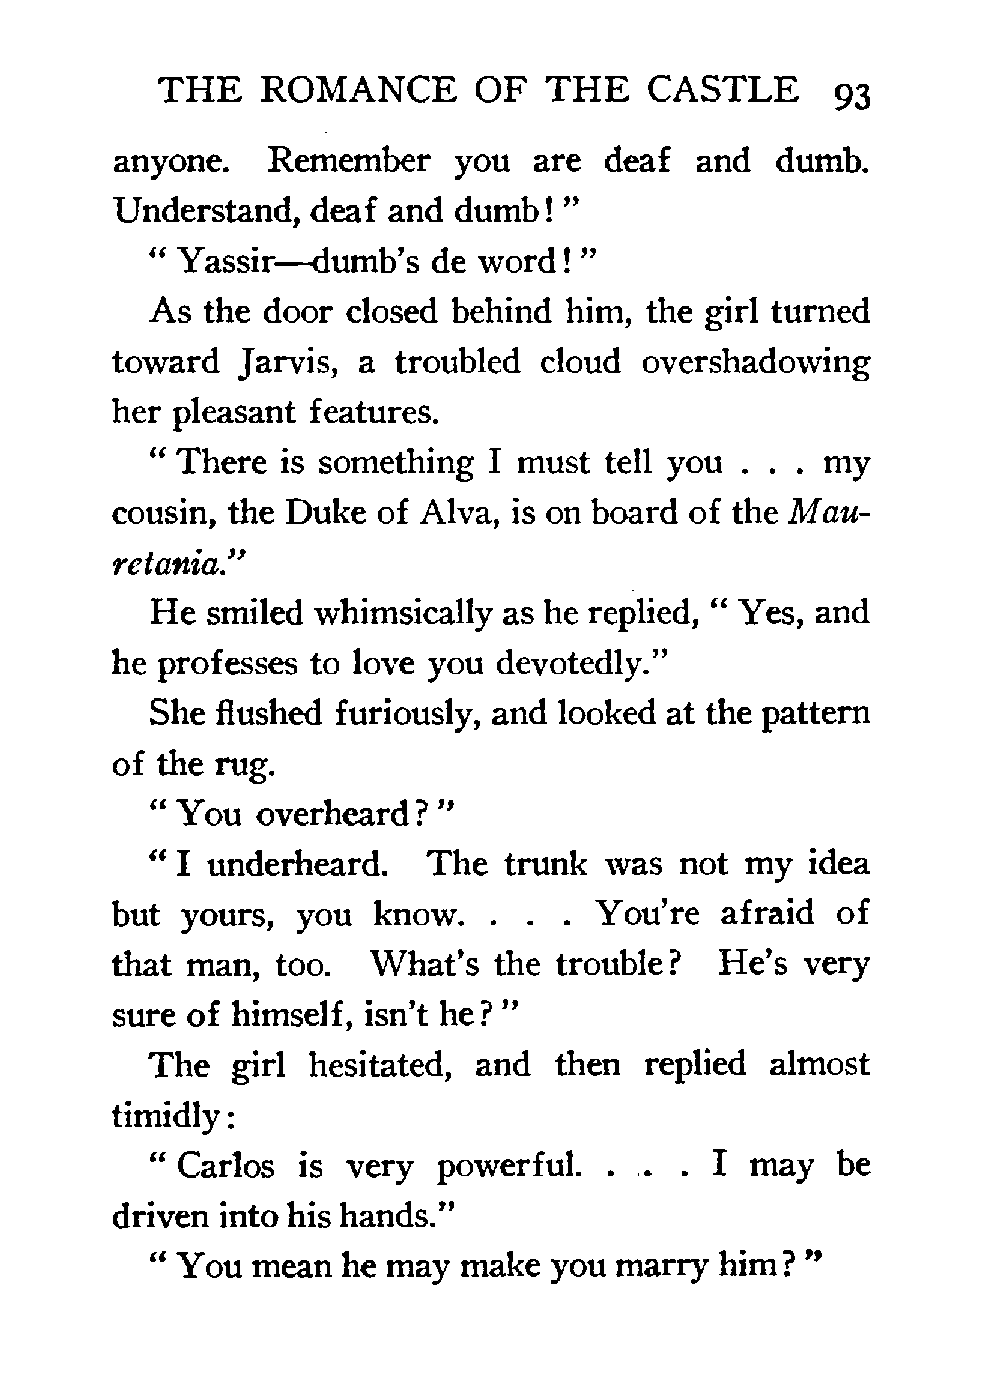 THE ROMANCE OF THE CASTLE 93
anyone. Remember you are deaf and dumb.
Understand, deaf and dumb! ”
“ Yassir—dumb’s de word! ”
As the door closed behind him, the girl turned
toward Jarvis, a troubled cloud overshadowing
her pleasant features.
“ There is something I must tell you . . . my
cousin, the Duke of Alva, is on board of the Mau-
retania.”
He smiled whimsically as he replied, “ Yes, and
he professes to love you devotedly.”
She flushed furiously, and looked at the pattern
of the rug.
“ You overheard? ”
“ I underheard. The trunk was not my idea
but yours, you know. . . . You’re afraid of
that man, too. What’s the trouble? He’s very
sure of himself, isn’t he? ”
The girl hesitated, and then replied almost
timidly:
“ Carlos is very powerful. . . . I may be
driven into his hands.”
“ You mean he may make you marry him? ”